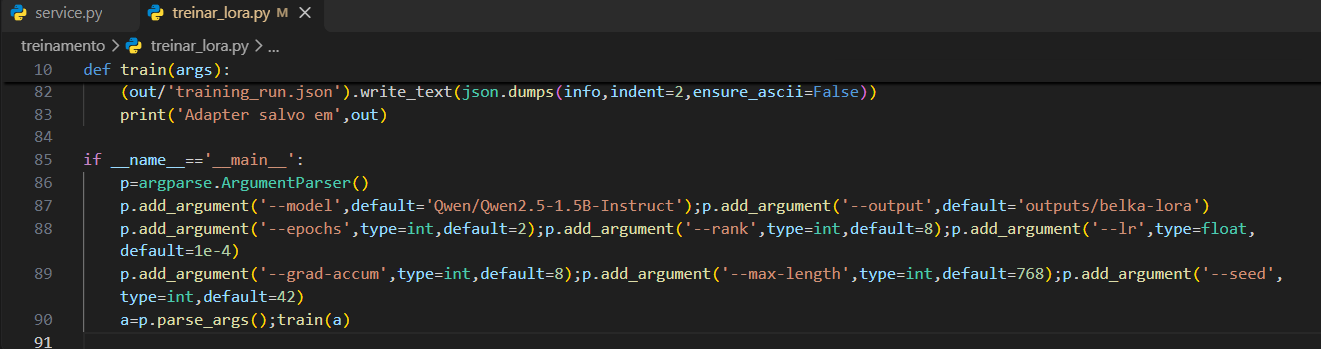 service.py
treinar_lora.py M ×
treinamento > treinar_lora.py > ...
10 def train(args):
82 (out/'training_run.json').write_text(json.dumps(info,indent=2,ensure_ascii=False))
83 print('Adapter salvo em',out)
84
85 if __name__=='__main__':
86 p=argparse.ArgumentParser()
87 p.add_argument('--model',default='Qwen/Qwen2.5-1.5B-Instruct');p.add_argument('--output',default='outputs/belka-lora')
88 p.add_argument('--epochs',type=int,default=2);p.add_argument('--rank',type=int,default=8);p.add_argument('--lr',type=float,
default=1e-4)
89 p.add_argument('--grad-accum',type=int,default=8);p.add_argument('--max-length',type=int,default=768);p.add_argument('--seed',
type=int,default=42)
90 a=p.parse_args();train(a)
91